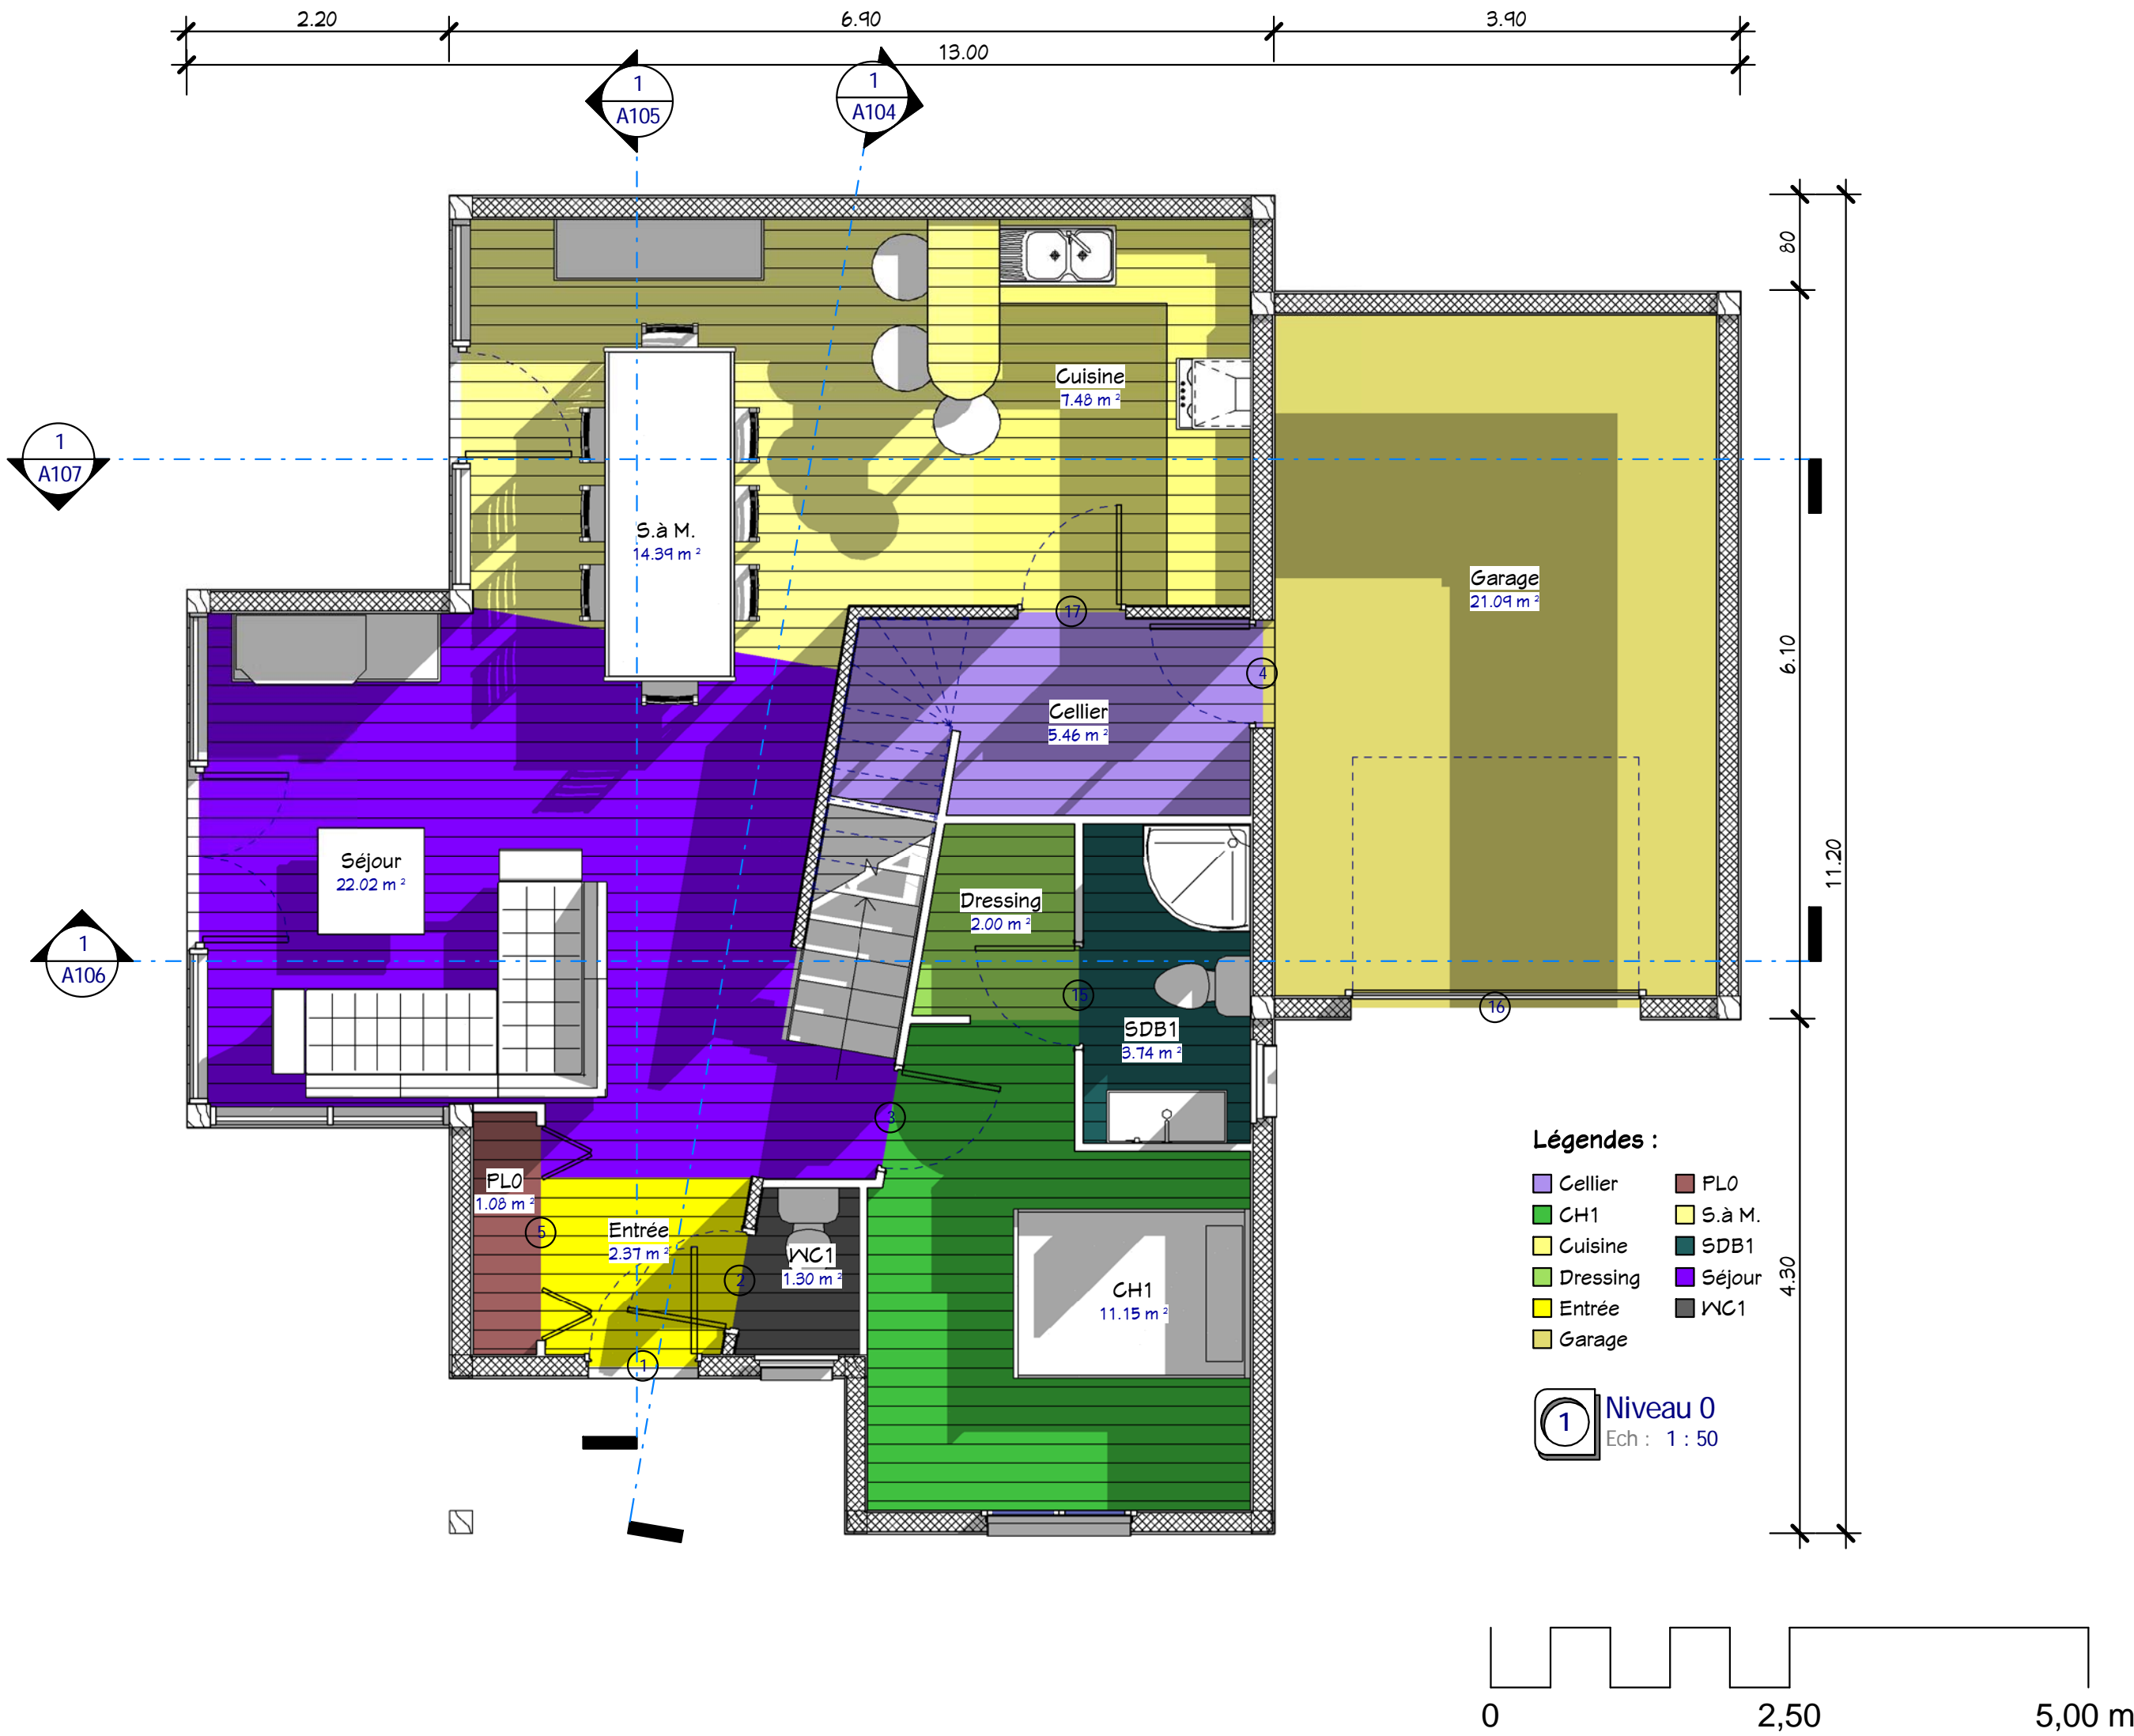 2.20 6.90 3.90
13.00
1
A105
1
A104
80
1
A107
Cuisine
7.48 m²
S.à M.
14.39 m²
Garage
21.09 m²
17
4
6.10
Cellier
5.46 m²
11.20
Séjour
22.02 m²
Dressing
2.00 m²
1
A106
15
16
SDB1
3.74 m²
3
PL0
1.08 m²
5
Entrée
2.37 m²
2
WC1
1.30 m²
CH1
11.15 m²
1
4.30
Légendes :
Cellier
CH1
Cuisine
Dressing
Entrée
Garage
PL0
S.à M.
SDB1
Séjour
WC1
1
Niveau 0
Ech : 1 : 50
0 2,50 5,00 m